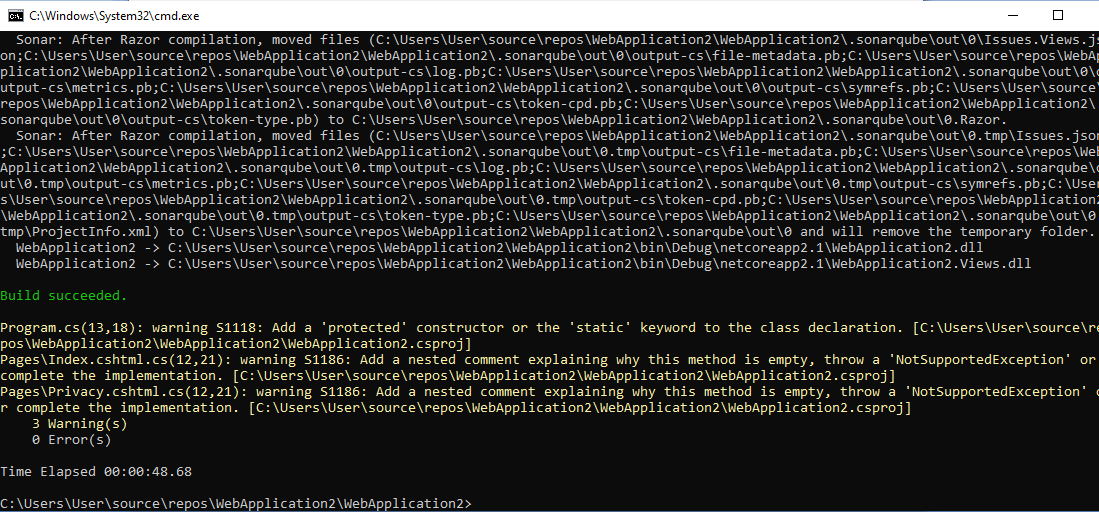 C:\Windows\System32\cmd.exe
Sonar: After Razor compilation, moved files (C:\Users\User\source\repos\WebApplication2\WebApplication2\.sonarqube\out\0\Issues.Views.js
on;C:\Users\User\source\repos\WebApplication2\WebApplication2\.sonarqube\out\0\output-cs\file-metadata.pb;C:\Users\User\source\repos\WebAp
plication2\WebApplication2\.sonarqube\out\0\output-cs\log.pb;C:\Users\User\source\repos\WebApplication2\WebApplication2\.sonarqube\out\0\o
utput-cs\metrics.pb;C:\Users\User\source\repos\WebApplication2\WebApplication2\.sonarqube\out\0\output-cs\symrefs.pb;C:\Users\User\source\
repos\WebApplication2\WebApplication2\.sonarqube\out\0\output-cs\token-cpd.pb;C:\Users\User\source\repos\WebApplication2\WebApplication2\.
sonarqube\out\0\output-cs\token-type.pb) to C:\Users\User\source\repos\WebApplication2\WebApplication2\.sonarqube\out\0.Razor.
Sonar: After Razor compilation, moved files (C:\Users\User\source\repos\WebApplication2\WebApplication2\.sonarqube\out\0.tmp\Issues.json
;C:\Users\User\source\repos\WebApplication2\WebApplication2\.sonarqube\out\0.tmp\output-cs\file-metadata.pb;C:\Users\User\source\repos\Web
Application2\WebApplication2\.sonarqube\out\0.tmp\output-cs\log.pb;C:\Users\User\source\repos\WebApplication2\WebApplication2\.sonarqube\o
ut\0.tmp\output-cs\metrics.pb;C:\Users\User\source\repos\WebApplication2\WebApplication2\.sonarqube\out\0.tmp\output-cs\symrefs.pb;C:\User
s\User\source\repos\WebApplication2\WebApplication2\.sonarqube\out\0.tmp\output-cs\token-cpd.pb;C:\Users\User\source\repos\WebApplication2
\WebApplication2\.sonarqube\out\0.tmp\output-cs\token-type.pb;C:\Users\User\source\repos\WebApplication2\WebApplication2\.sonarqube\out\0.
tmp\ProjectInfo.xml) to C:\Users\User\source\repos\WebApplication2\WebApplication2\.sonarqube\out\0 and will remove the temporary folder.
WebApplication2 -> C:\Users\User\source\repos\WebApplication2\WebApplication2\bin\Debug\netcoreapp2.1\WebApplication2.dll
WebApplication2 -> C:\Users\User\source\repos\WebApplication2\WebApplication2\bin\Debug\netcoreapp2.1\WebApplication2.Views.dll
Build succeeded.
Program.cs(13,18): warning S1118: Add a 'protected' constructor or the 'static' keyword to the class declaration. [C:\Users\User\source\re
pos\WebApplication2\WebApplication2\WebApplication2.csproj]
Pages\Index.cshtml.cs(12,21): warning S1186: Add a nested comment explaining why this method is empty, throw a 'NotSupportedException' or
complete the implementation. [C:\Users\User\source\repos\WebApplication2\WebApplication2\WebApplication2.csproj]
Pages\Privacy.cshtml.cs(12,21): warning S1186: Add a nested comment explaining why this method is empty, throw a 'NotSupportedException' o
r complete the implementation. [C:\Users\User\source\repos\WebApplication2\WebApplication2\WebApplication2.csproj]
3 Warning(s)
0 Error(s)
Time Elapsed 00:00:48.68
C:\Users\User\source\repos\WebApplication2\WebApplication2>